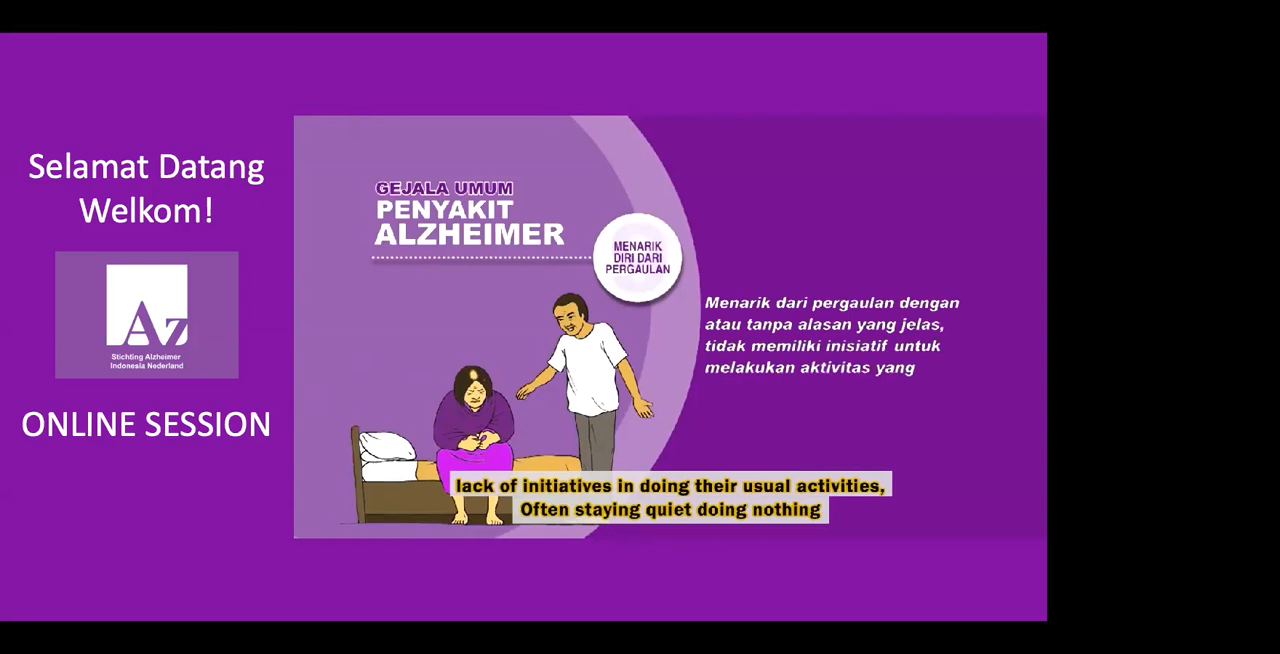 Selamat Datang
Welkom!
Az
Stichting Alzheimer
Indonesia Nederland
ONLINE SESSION
GEJALA UMUM
PENYAKIT
ALZHEIMER
MENARIK
DIRI DARI
PERGAULAN
Menarik dari pergaulan dengan
atau tanpa alasan yang jelas,
tidak memiliki inisiatif untuk
melakukan aktivitas yang
lack of initiatives in doing their usual activities,
Often staying quiet doing nothing